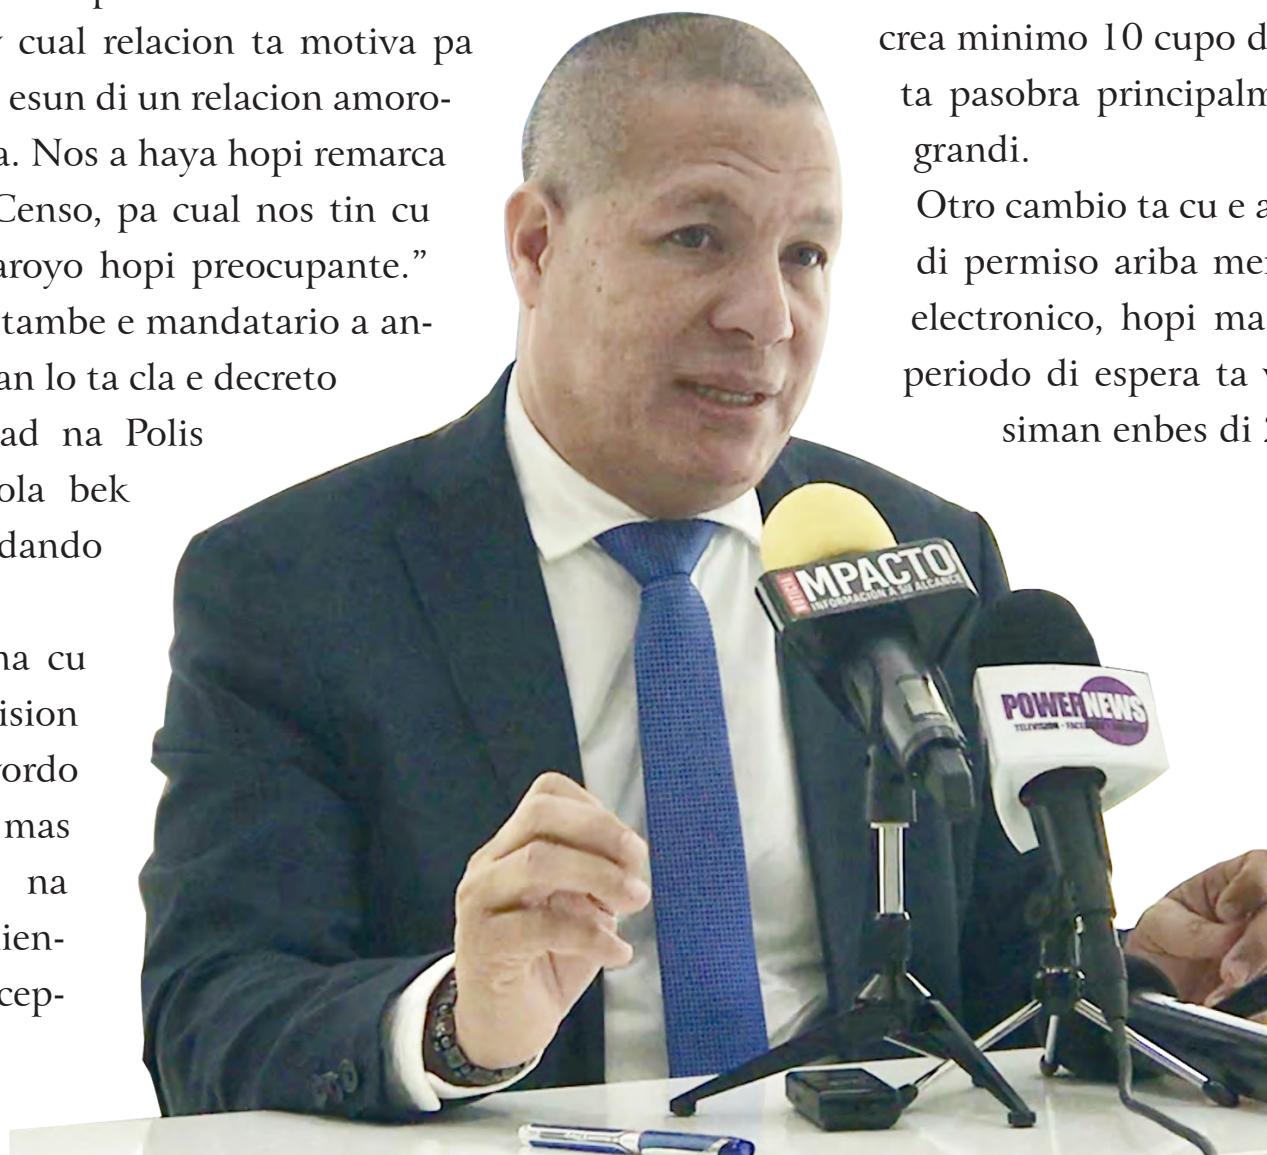 cual relacion ta motiva pa
esun di un relacion amoro-
a. Nos a haya hopi remarca
Censo, pa cual nos tin cu
aroyo hopi preocupante.”
tambe e mandatario a an-
an lo ta cla e decreto
ad na Polis
ola bek
dando
na cu
ision
vordo
mas
na
ien-
cep-
crea minimo 10 cupo d
ta pasobra principalm
grandi.
Otro cambio ta cu e a
di permiso ariba me
electronico, hopi ma
periodo di espera ta
siman enbes di
MPACTO
INFORMACIÓN A SU ALCANCE
POWERNEWS
TELEVISION